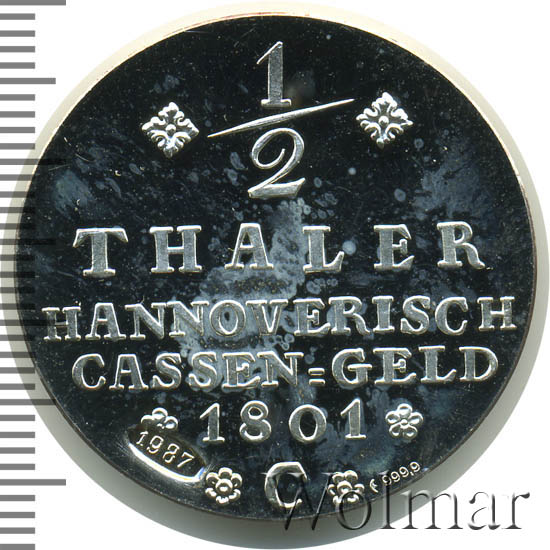 1/2
THALER
HANNOVERISCH
CASSEN=GELD
1801
1987
C
f 999,9
Wolmar